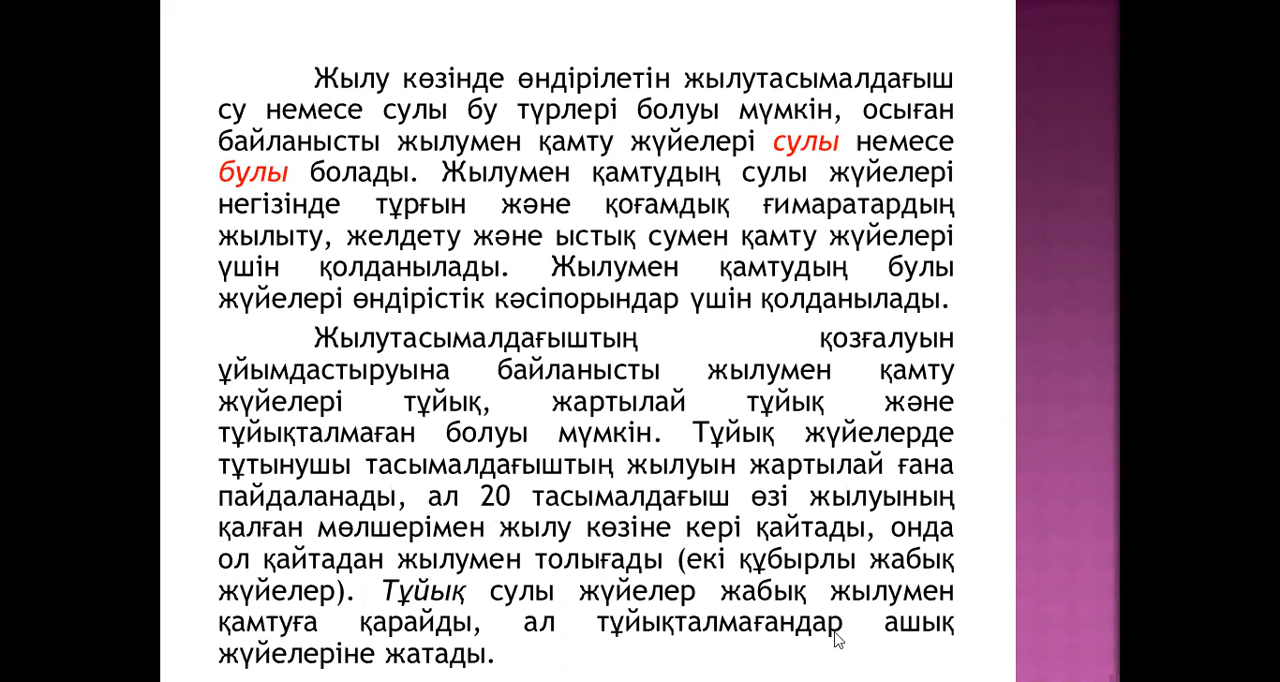 Жылу көзінде өндірілетін жылутасымалдағыш
су немесе сулы бу түрлері болуы мүмкін, осыған
байланысты жылумен қамту жүйелері сулы немесе
булы болады. Жылумен қамтудың сулы жүйелері
негізінде тұрғын және қоғамдық ғимаратардың
жылыту, желдету және ыстық сумен қамту жүйелері
үшін қолданылады. Жылумен қамтудың булы
жүйелері өндірістік кәсіпорындар үшін қолданылады.
Жылутасымалдағыштың қозғалуын
ұйымдастыруына байланысты жылумен қамту
жүйелері тұйық, жартылай тұйық және
тұйықталмаған болуы мүмкін. Тұйық жүйелерде
тұтынушы тасымалдағыштың жылуын жартылай ғана
пайдаланады, ал 20 тасымалдағыш өзі жылуының
қалған мөлшерімен жылу көзіне кері қайтады, онда
ол қайтадан жылумен толығады (екі құбырлы жабық
жүйелер). Тұйық сулы жүйелер жабық жылумен
қамтуға қарайды, ал тұйықталмағандар ашық
жүйелеріне жатады.